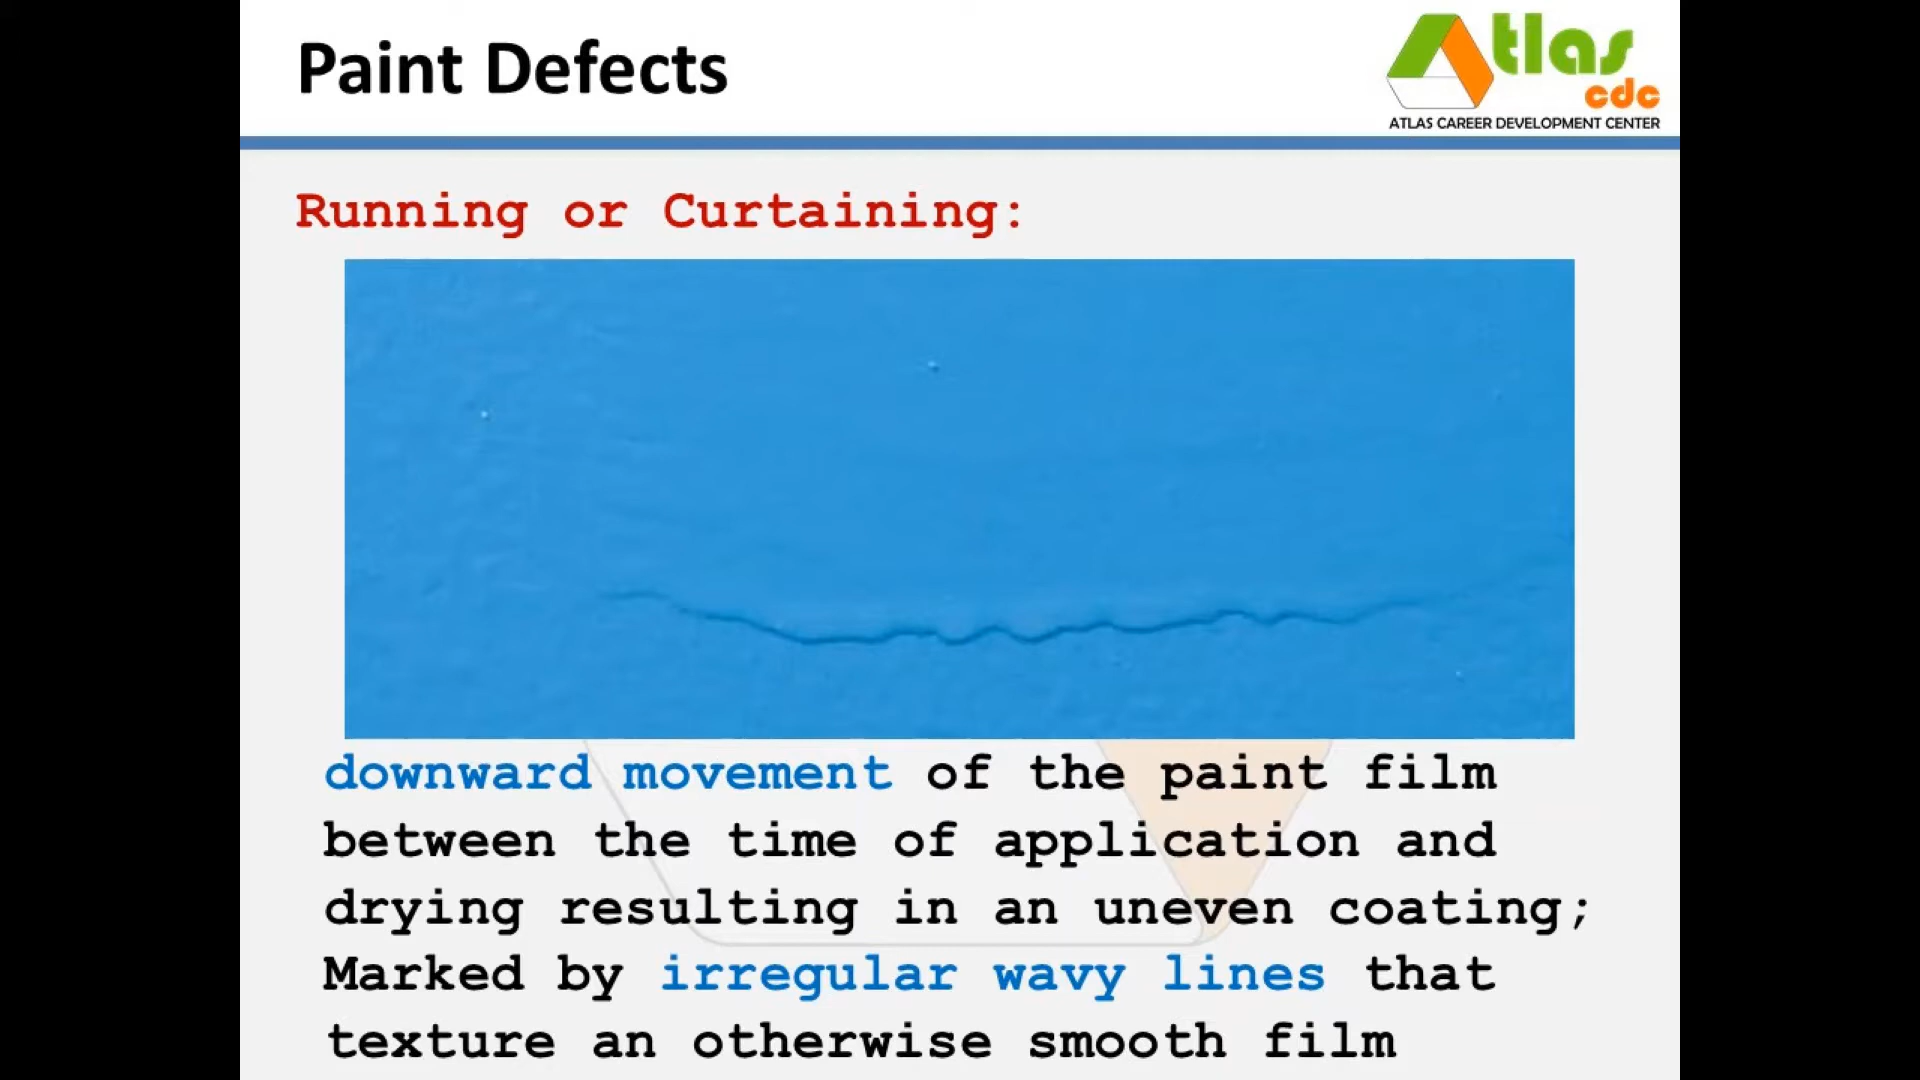 Paint Defects
Atlas
cdc
ATLAS CAREER DEVELOPMENT CENTER
Running or Curtaining:
downward movement of the paint film
between the time of application and
drying resulting in an uneven coating;
Marked by irregular wavy lines that
texture an otherwise smooth film